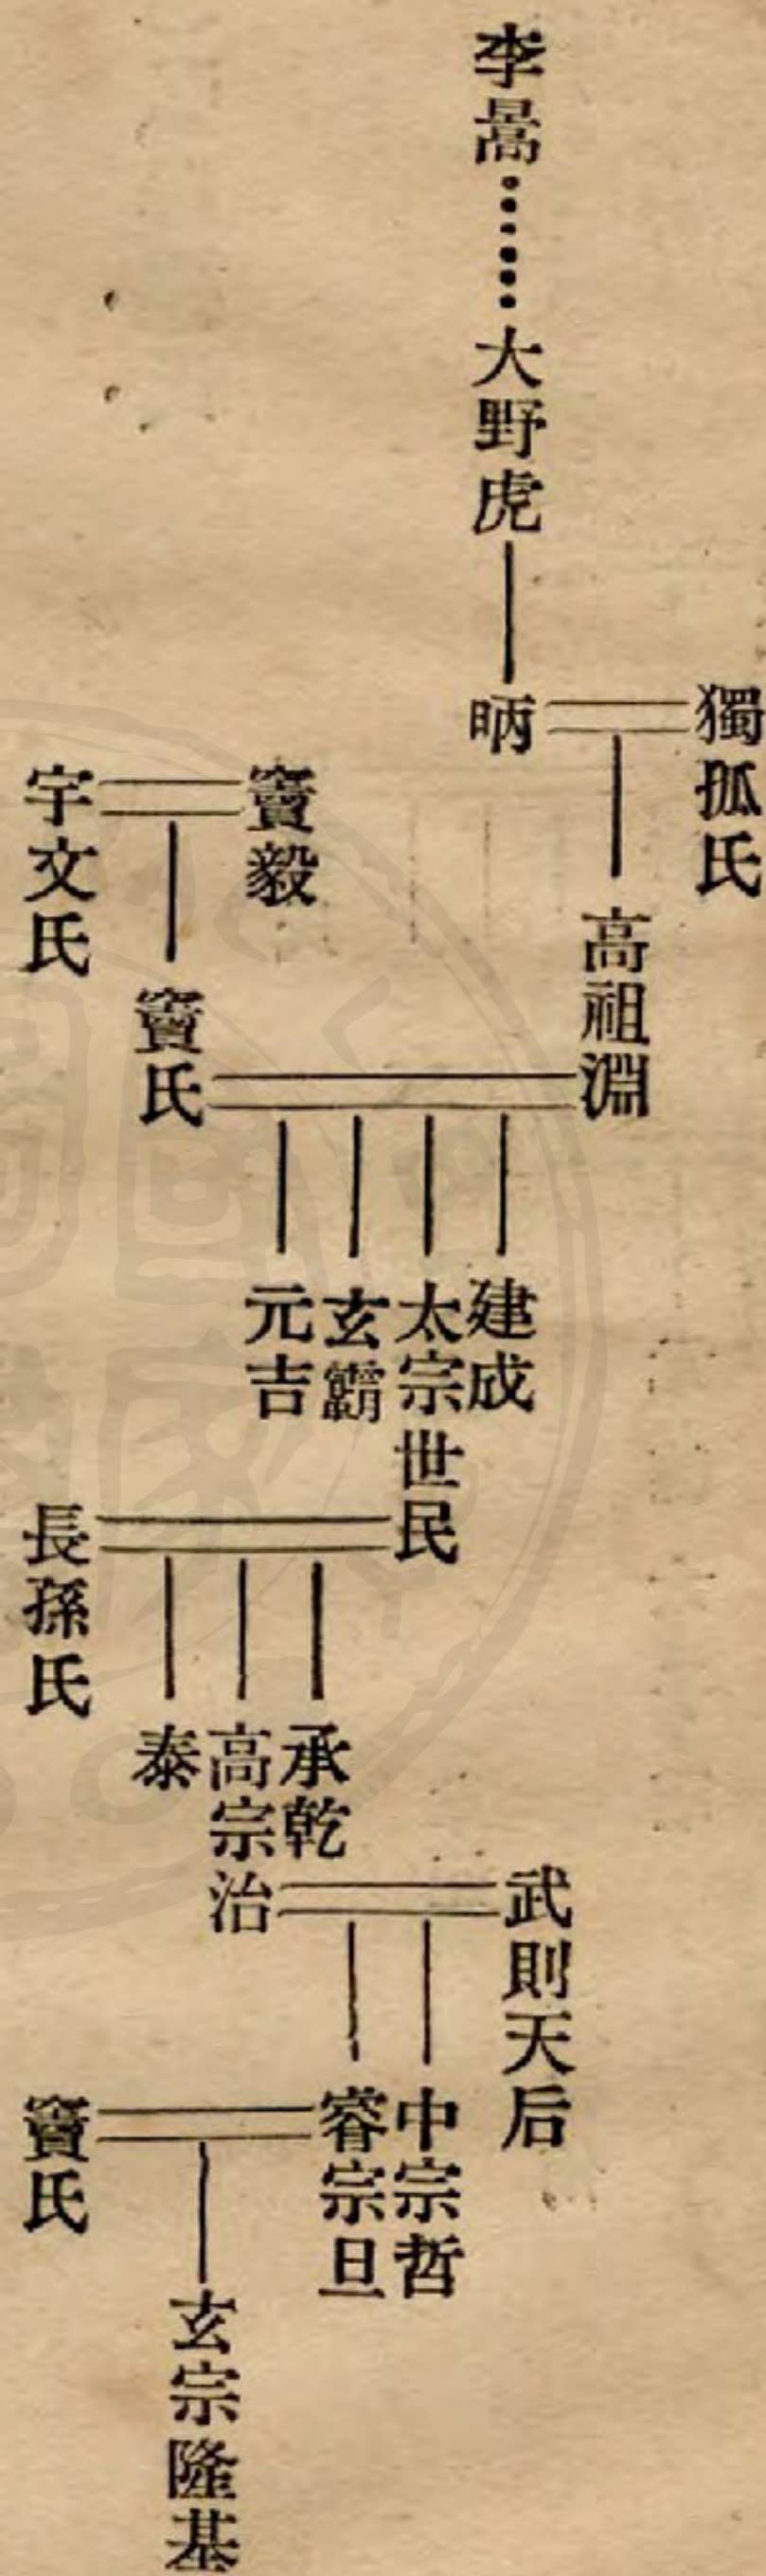 李暠……大野虎
獨孤氏
昞
高祖淵
竇毅
宇文氏
竇氏
建成
太宗世民
玄霸
元吉
長孫氏
承乾
高宗治
泰
武則天后
中宗哲
睿宗旦
竇氏
玄宗隆基